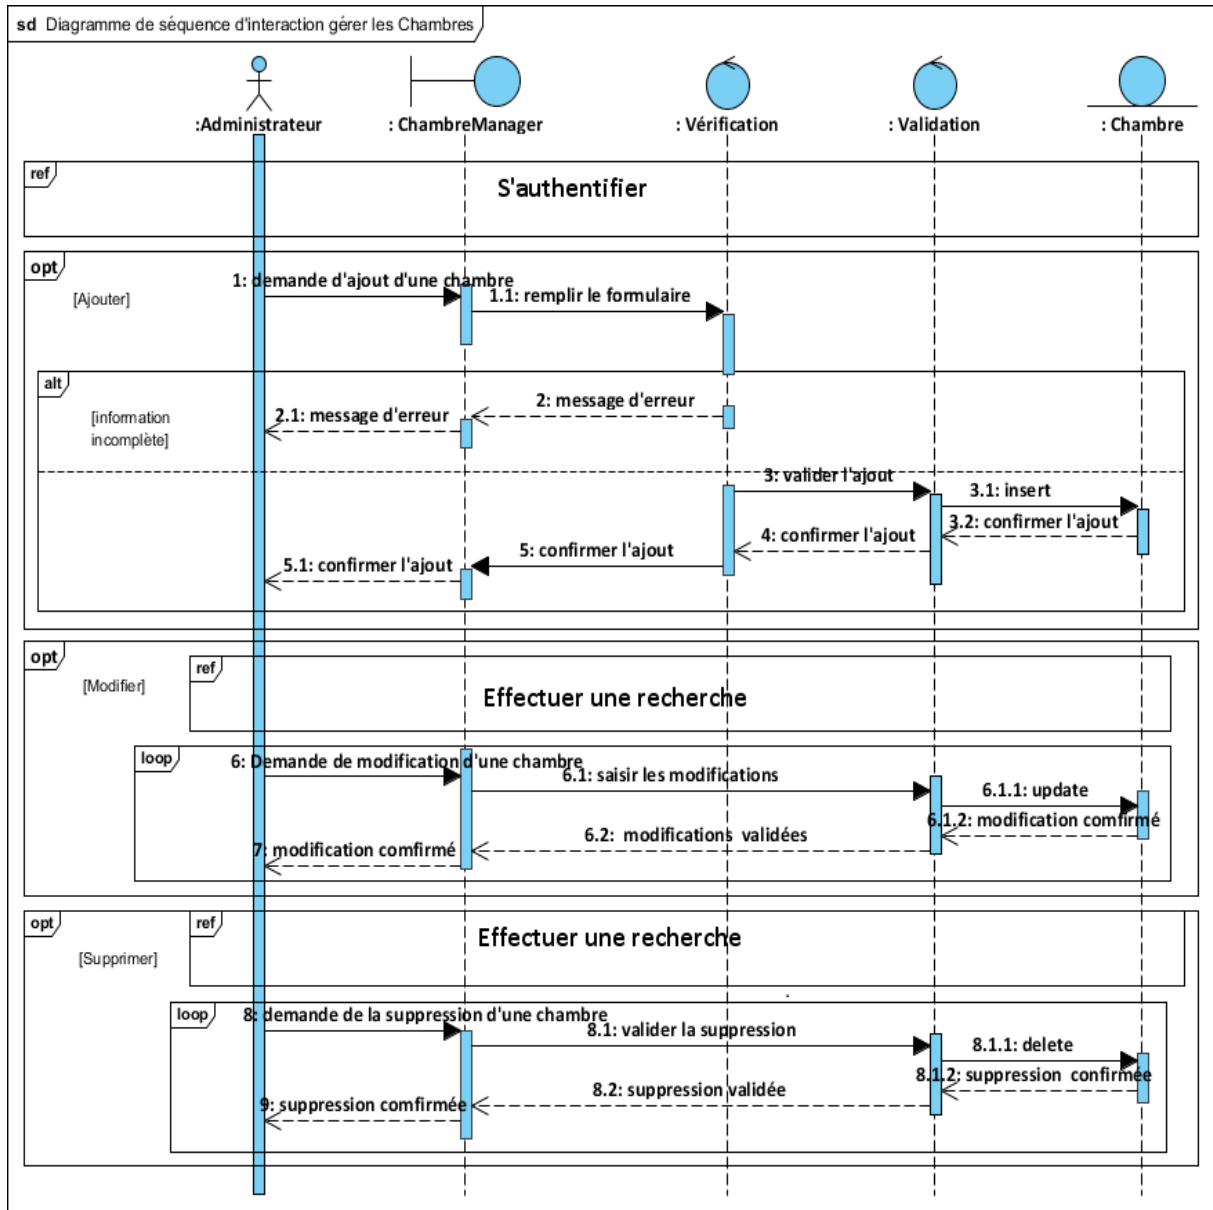 sd Diagramme de séquence d'interaction gérer les Chambres
:Administrateur
: ChambreManager
: Vérification
: Validation
: Chambre
ref
S'authentifier
opt
[Ajouter]
1: demande d'ajout d'une chambre
1.1: remplir le formulaire
alt
[information
incomplète]
2: message d'erreur
2.1: message d'erreur
3: valider l'ajout
3.1: insert
3.2: confirmer l'ajout
4: confirmer l'ajout
5: confirmer l'ajout
5.1: confirmer l'ajout
opt
[Modifier]
ref
Effectuer une recherche
loop
6: Demande de modification d'une chambre
6.1: saisir les modifications
6.1.1: update
6.1.2: modification comfirmé
6.2: modifications validées
7: modification comfirmé
opt
[Supprimer]
ref
Effectuer une recherche
loop
8: demande de la suppression d'une chambre
8.1: valider la suppression
8.1.1: delete
8.1.2: suppression confirmée
8.2: suppression validée
9: suppression comfirmée